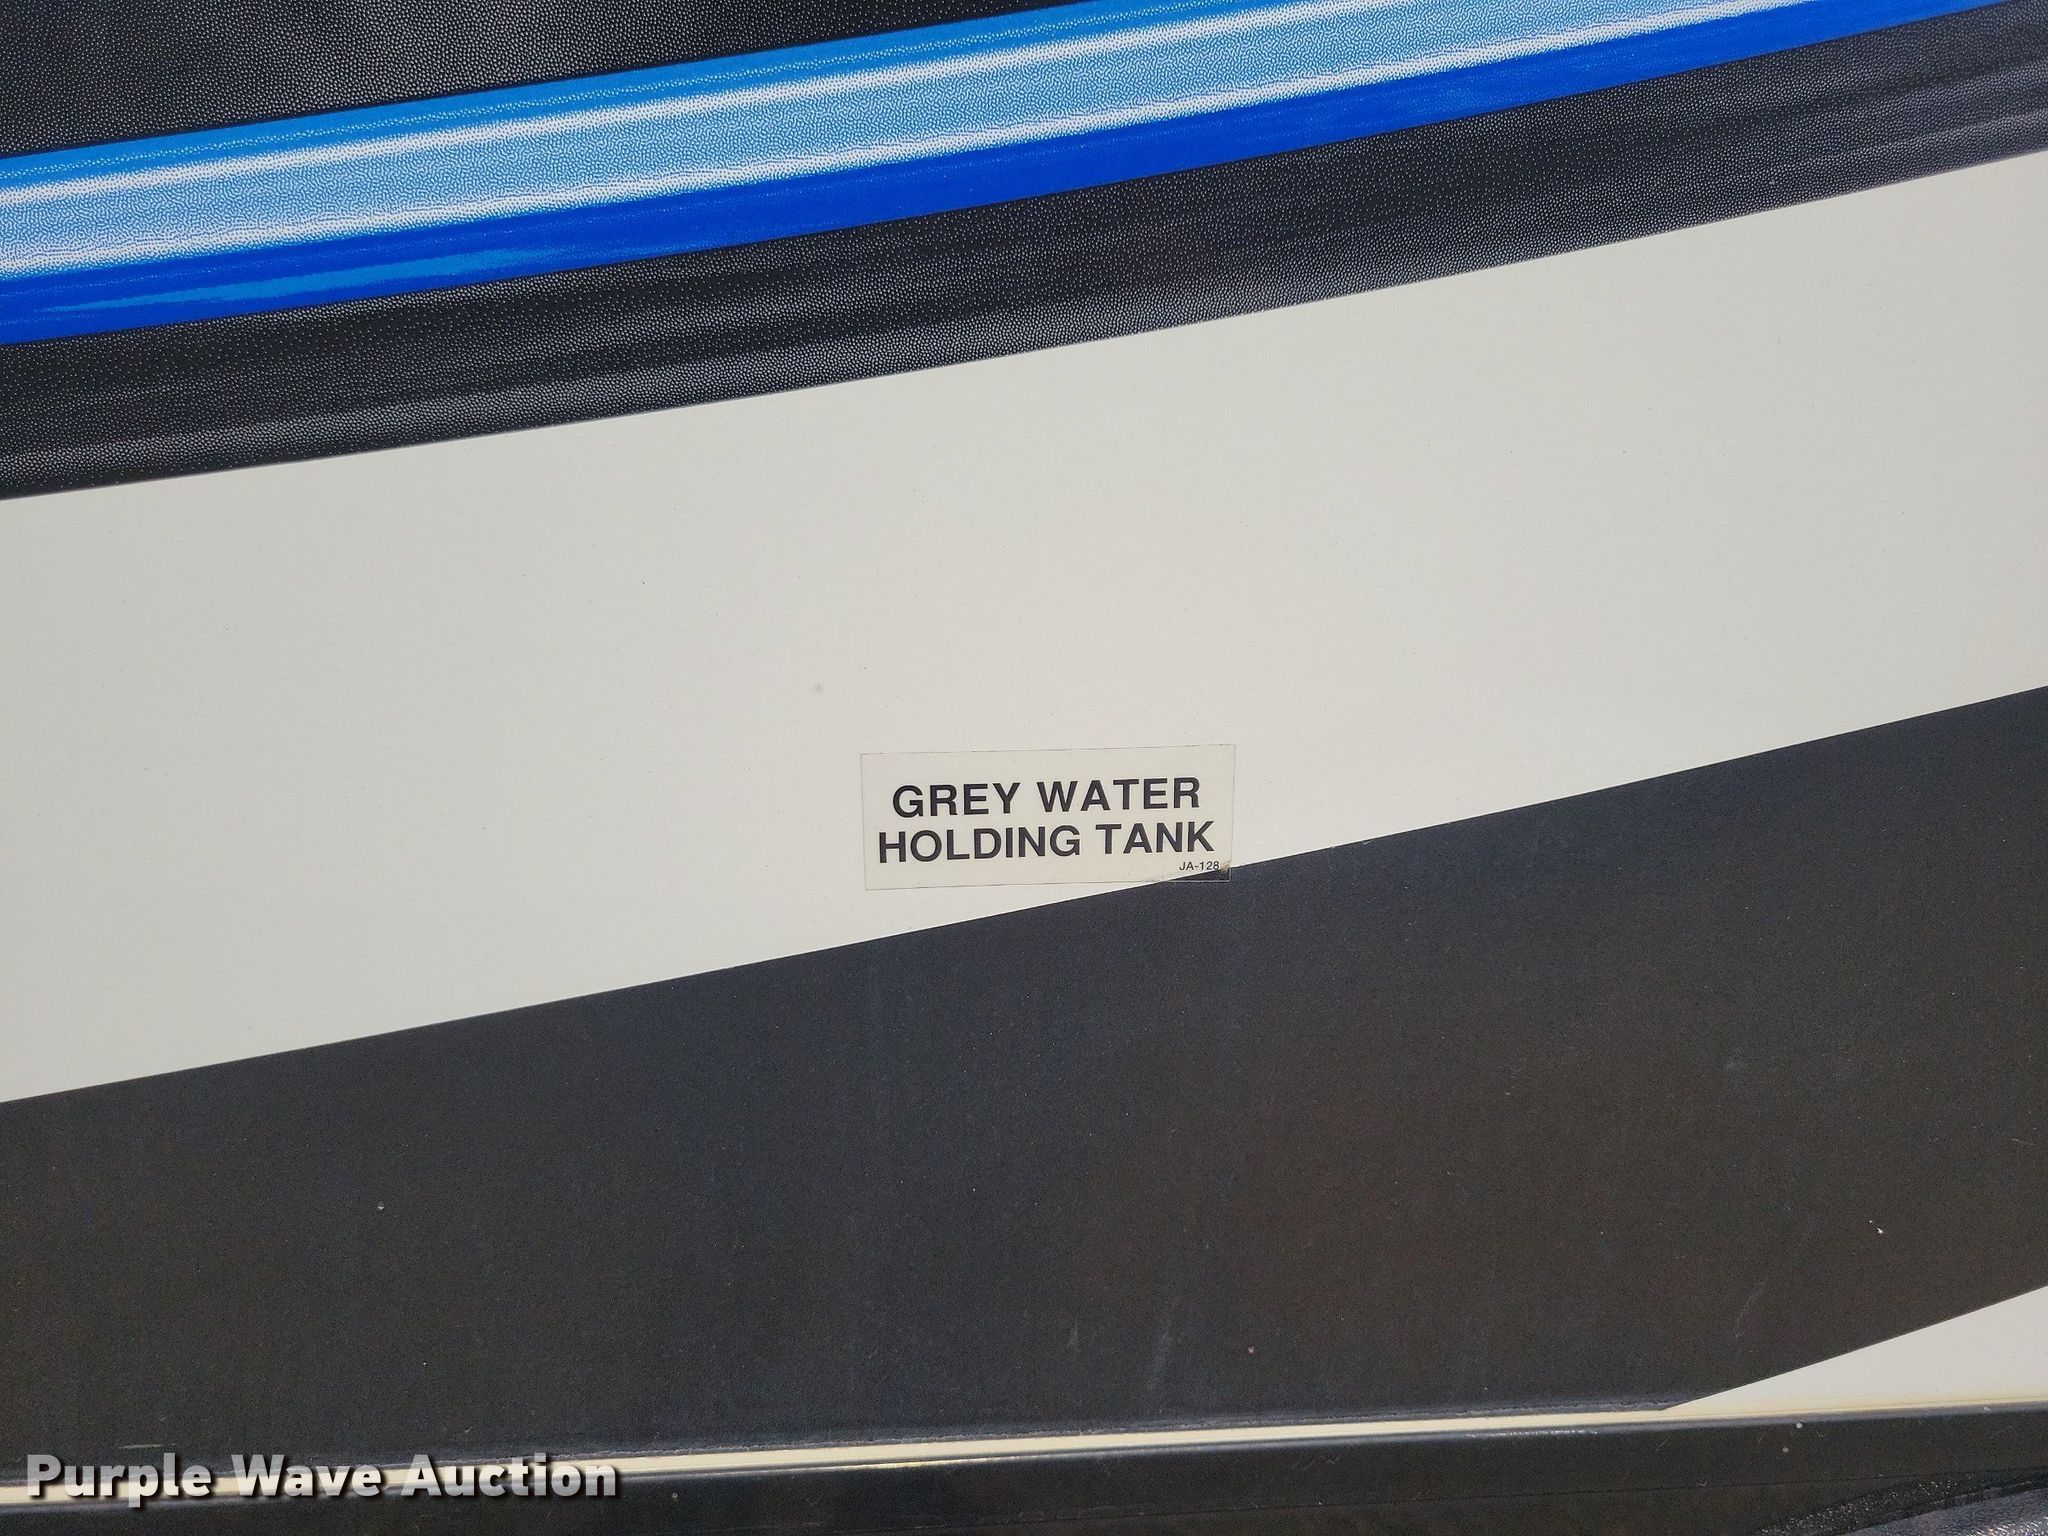 GREY WATER
HOLDING TANK
JA-128
Purple Wave Auction